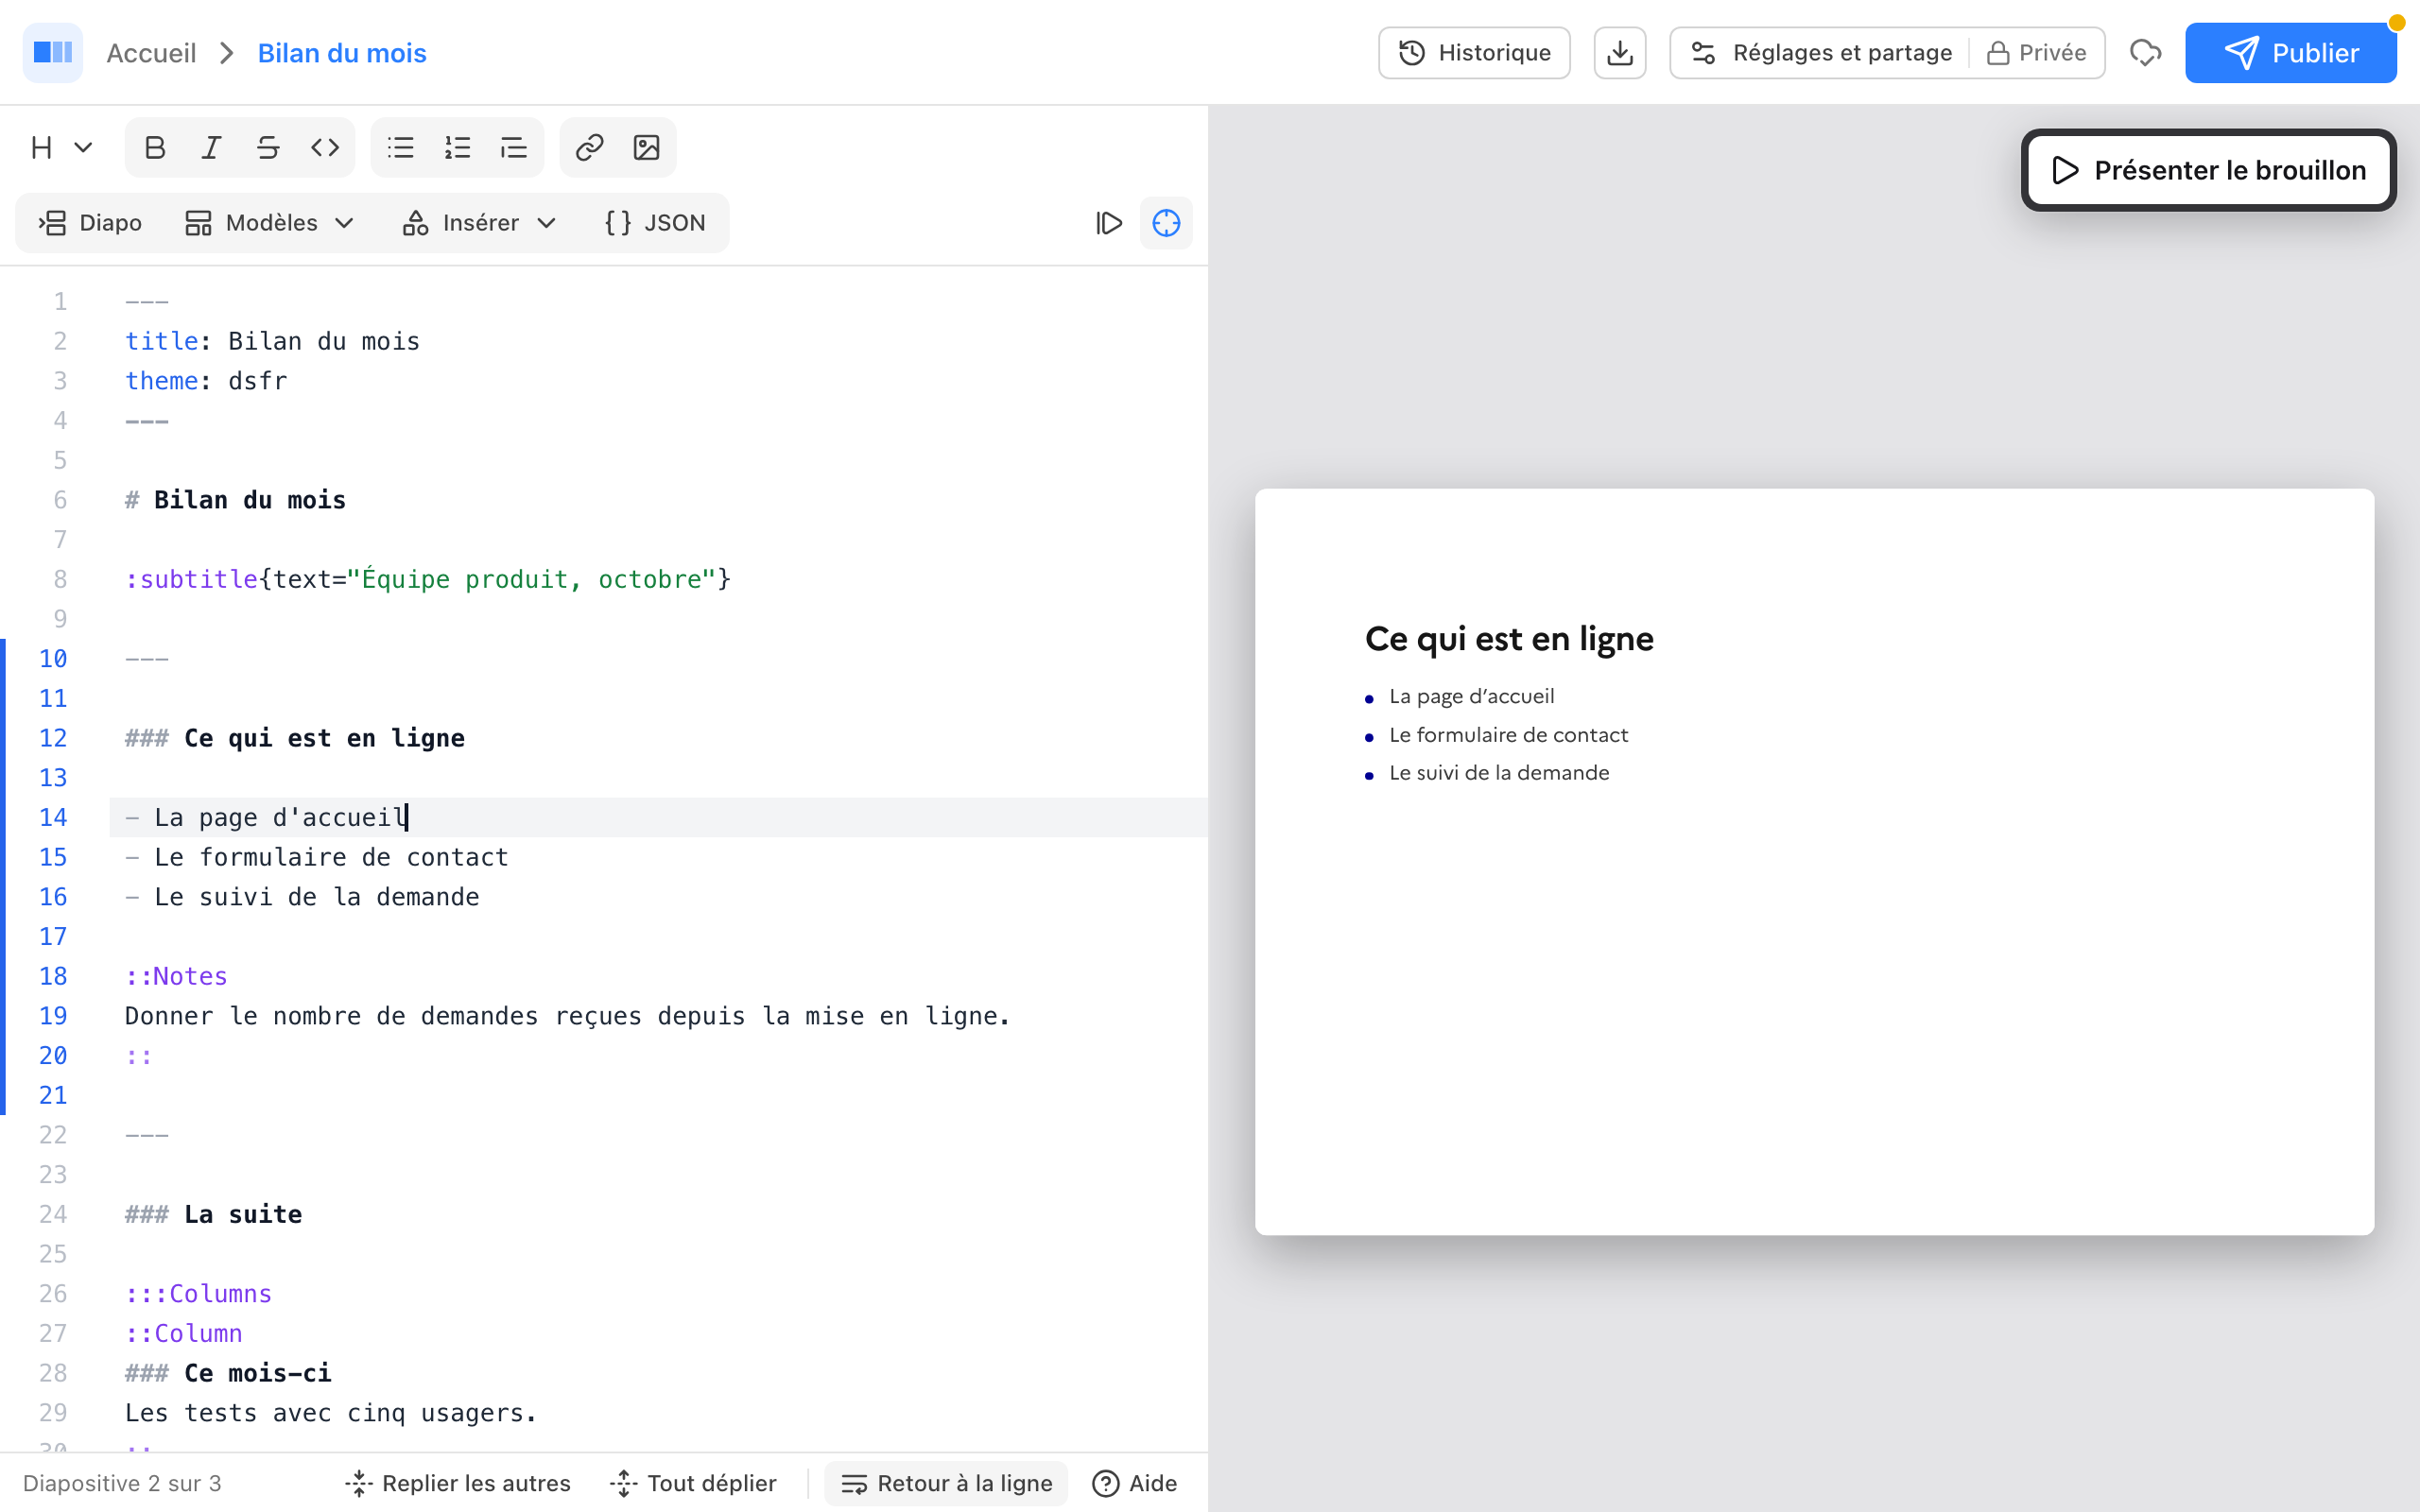 Accueil > Bilan du mois
Historique
Réglages et partage
Privée
Publier
H
B I S <>
Diapo
Modèles
Insérer
{} JSON
Présenter le brouillon
1 ---
2 title: Bilan du mois
3 theme: dsfr
4 ---
5
6 # Bilan du mois
7
8 :subtitle{text="Équipe produit, octobre"}
9
10 ---
11
12 ### Ce qui est en ligne
13
14 - La page d'accueil
15 - Le formulaire de contact
16 - Le suivi de la demande
17
18 ::Notes
19 Donner le nombre de demandes reçues depuis la mise en ligne.
20 ::
21
22 ---
23
24 ### La suite
25
26 :::Columns
27 ::Column
28 ### Ce mois-ci
29 Les tests avec cinq usagers.
30 ::
Ce qui est en ligne
• La page d’accueil
• Le formulaire de contact
• Le suivi de la demande
Diapositive 2 sur 3
Replier les autres
Tout déplier
Retour à la ligne
Aide